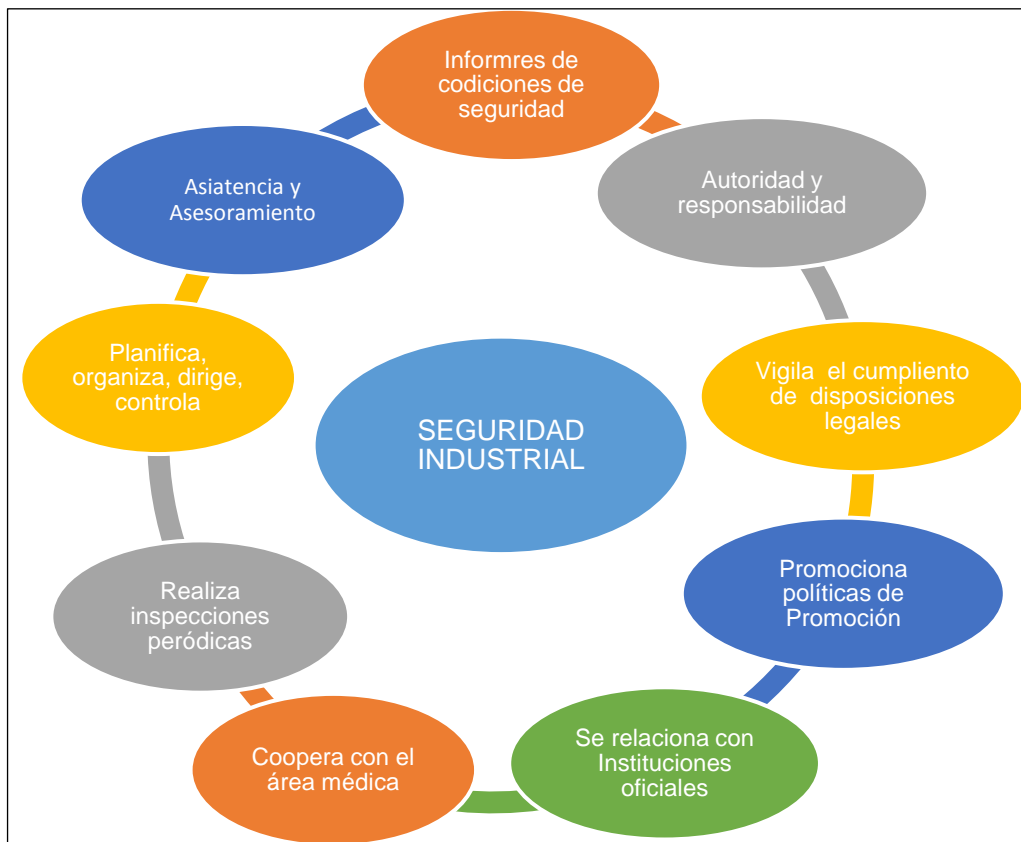 Informres de
codiciones de
seguridad
Autoridad y
responsabilidad
Vigila el cumpliento
de disposiciones
legales
Promociona
políticas de
Promoción
Se relaciona con
Instituciones
oficiales
Coopera con el
área médica
Realiza
inspecciones
peródicas
Planifica,
organiza, dirige,
controla
Asiatencia y
Asesoramiento
SEGURIDAD
INDUSTRIAL